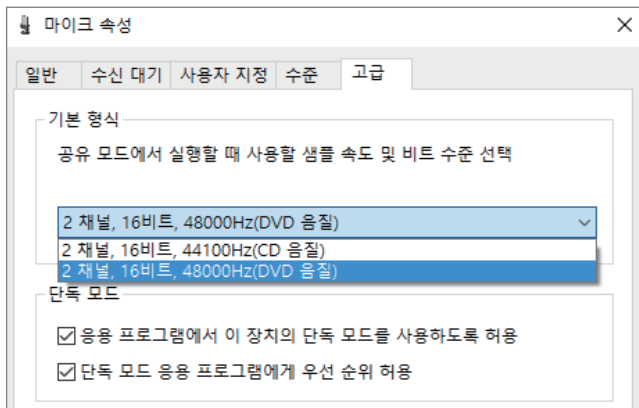 마이크 속성
일반 수신 대기 사용자 지정 수준 고급
기본 형식
공유 모드에서 실행할 때 사용할 샘플 속도 및 비트 수준 선택
2 채널, 16비트, 48000Hz(DVD 음질)
2 채널, 16비트, 44100Hz(CD 음질)
2 채널, 16비트, 48000Hz(DVD 음질)
단독 모드
응용 프로그램에서 이 장치의 단독 모드를 사용하도록 허용
단독 모드 응용 프로그램에게 우선 순위 허용